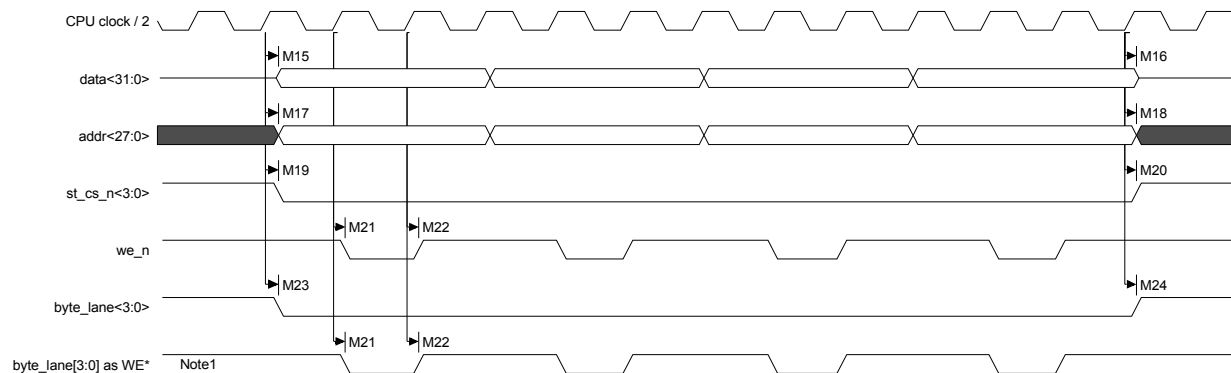 CPU clock / 2
M15 M16
data<31:0>
M17 M18
addr<27:0>
M19 M20
st_cs_n<3:0>
M21 M22
we_n
M23 M24
byte_lane<3:0>
M21 M22
byte_lane[3:0] as WE* Note1